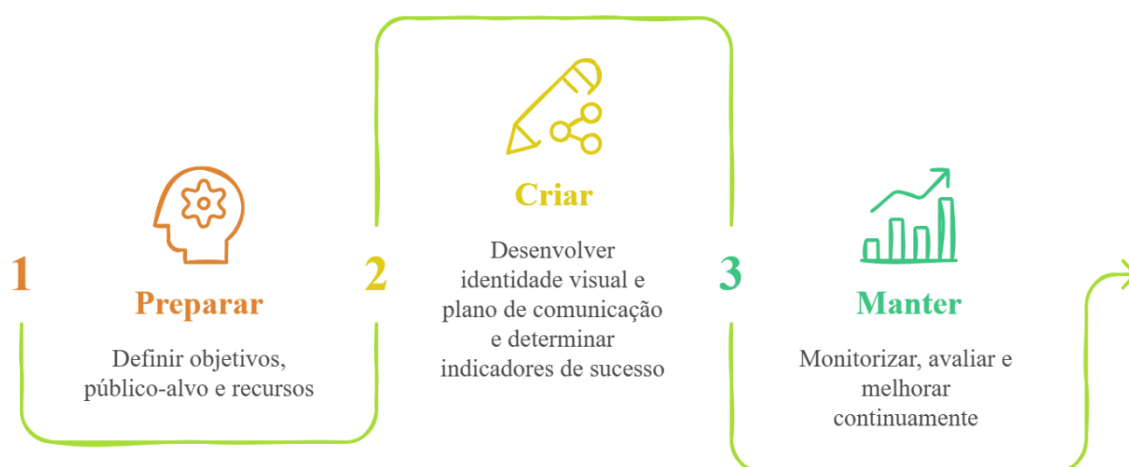 1
Preparar
Definir objetivos,
público-alvo e recursos
2
Criar
Desenvolver
identidade visual e
plano de comunicação
e determinar
indicadores de sucesso
3
Manter
Monitorizar, avaliar e
melhorar
continuamente